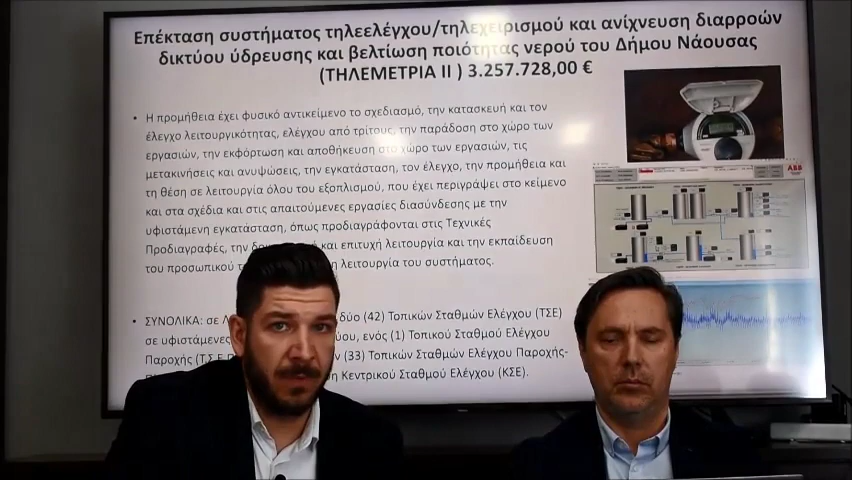 Επέκταση συστήματος τηλεελέγχου/τηλεχειρισμού και ανίχνευση διαρροών
δικτύου ύδρευσης και βελτίωση ποιότητας νερού του Δήμου Νάουσας
(ΤΗΛΕΜΕΤΡΙΑ ΙΙ ) 3.257.728,00 €
• Η προμήθεια έχει φυσικό αντικείμενο το σχεδιασμό, την κατασκευή και τον
έλεγχο λειτουργικότητας, ελέγχου από τρίτους, την παράδοση στο χώρο των
εργασιών, την εκφόρτωση και αποθήκευση στο χώρο των εργασιών, τις
μετακινήσεις και ανυψώσεις, την εγκατάσταση, τον έλεγχο, την προμήθεια και
τη θέση σε λειτουργία όλου του εξοπλισμού, που έχει περιγράψει στο κείμενο
και στα σχέδια και στις απαιτούμενες εργασίες διασύνδεσης με την
υφιστάμενη εγκατάσταση, όπως προδιαγράφονται στις Τεχνικές
Προδιαγραφές, την και επιτυχή λειτουργία και την εκπαίδευση
του προσωπικού λειτουργία του συστήματος.
• ΣΥΝΟΛΙΚΑ: σε δύο (42) Τοπικών Σταθμών Ελέγχου (ΤΣΕ)
σε υφιστάμενες ενός (1) Τοπικού Σταθμού Ελέγχου
Παροχής (33) Τοπικών Σταθμών Ελέγχου Παροχής-
Κεντρικού Σταθμού Ελέγχου (ΚΣΕ).
ABB